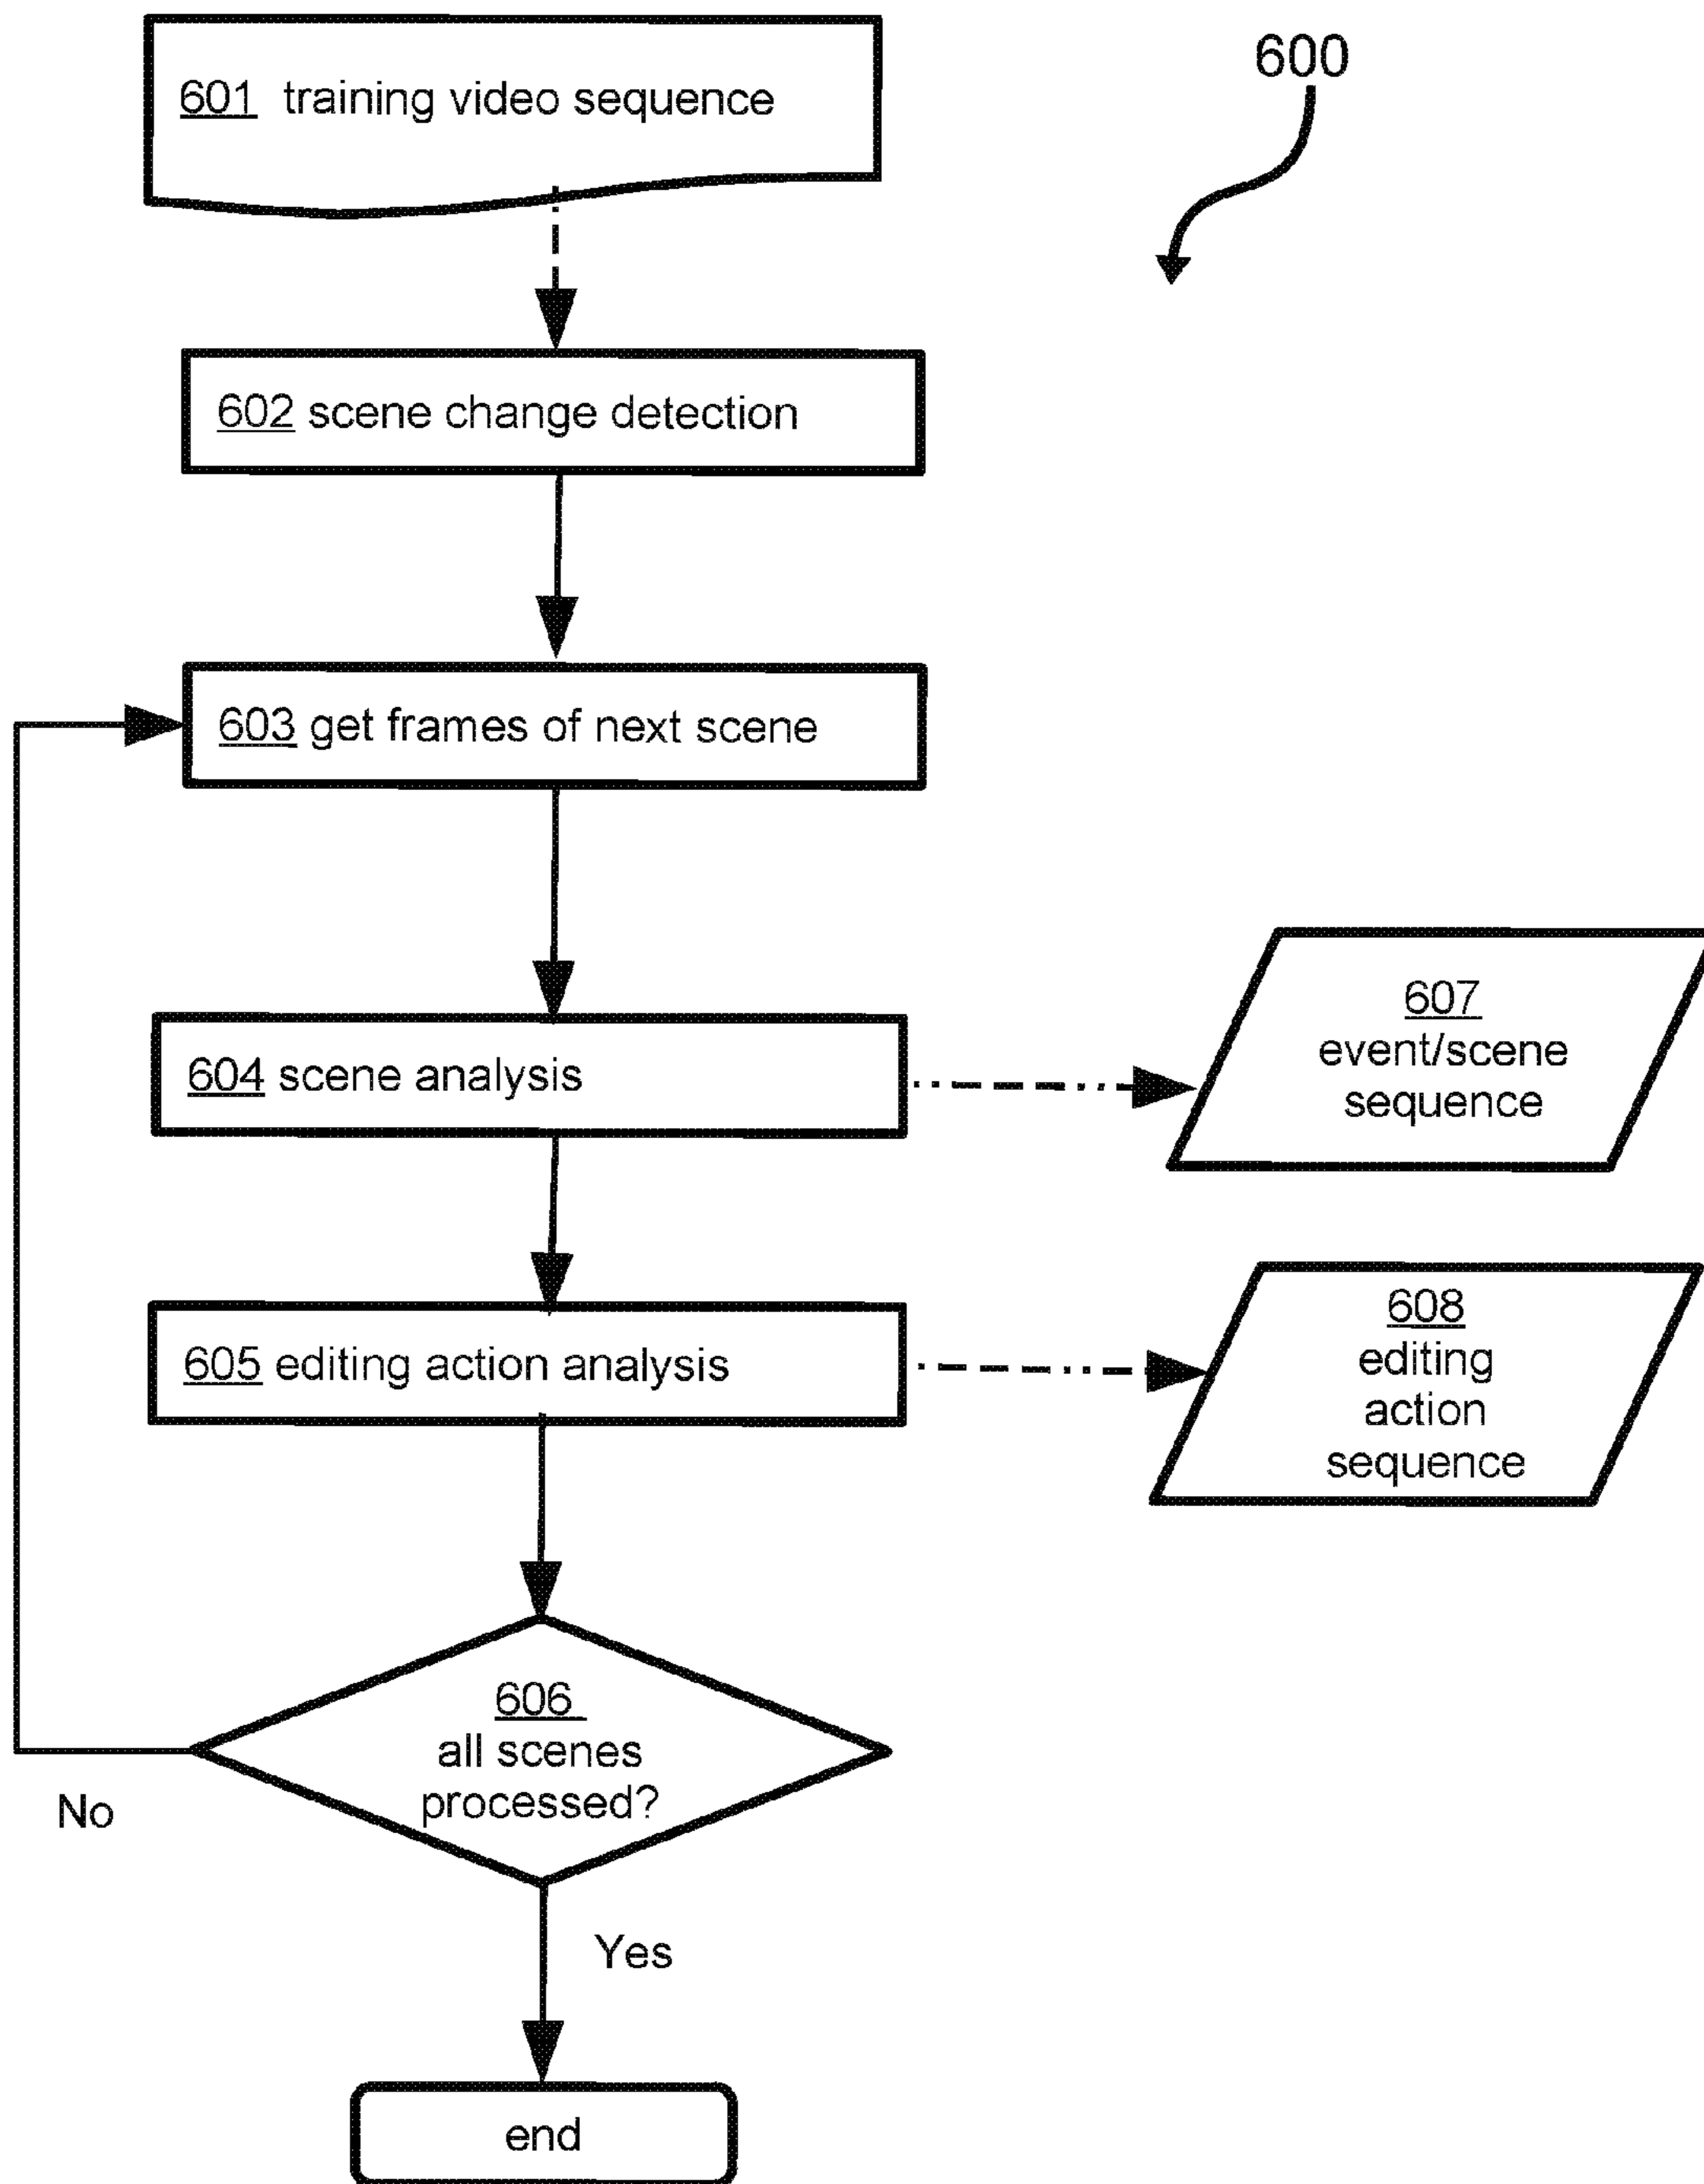 601 training video sequence
600
602 scene change detection
603 get frames of next scene
604 scene analysis
607
event/scene
sequence
605 editing action analysis
608
editing
action
sequence
606
all scenes
processed?
No
Yes
end